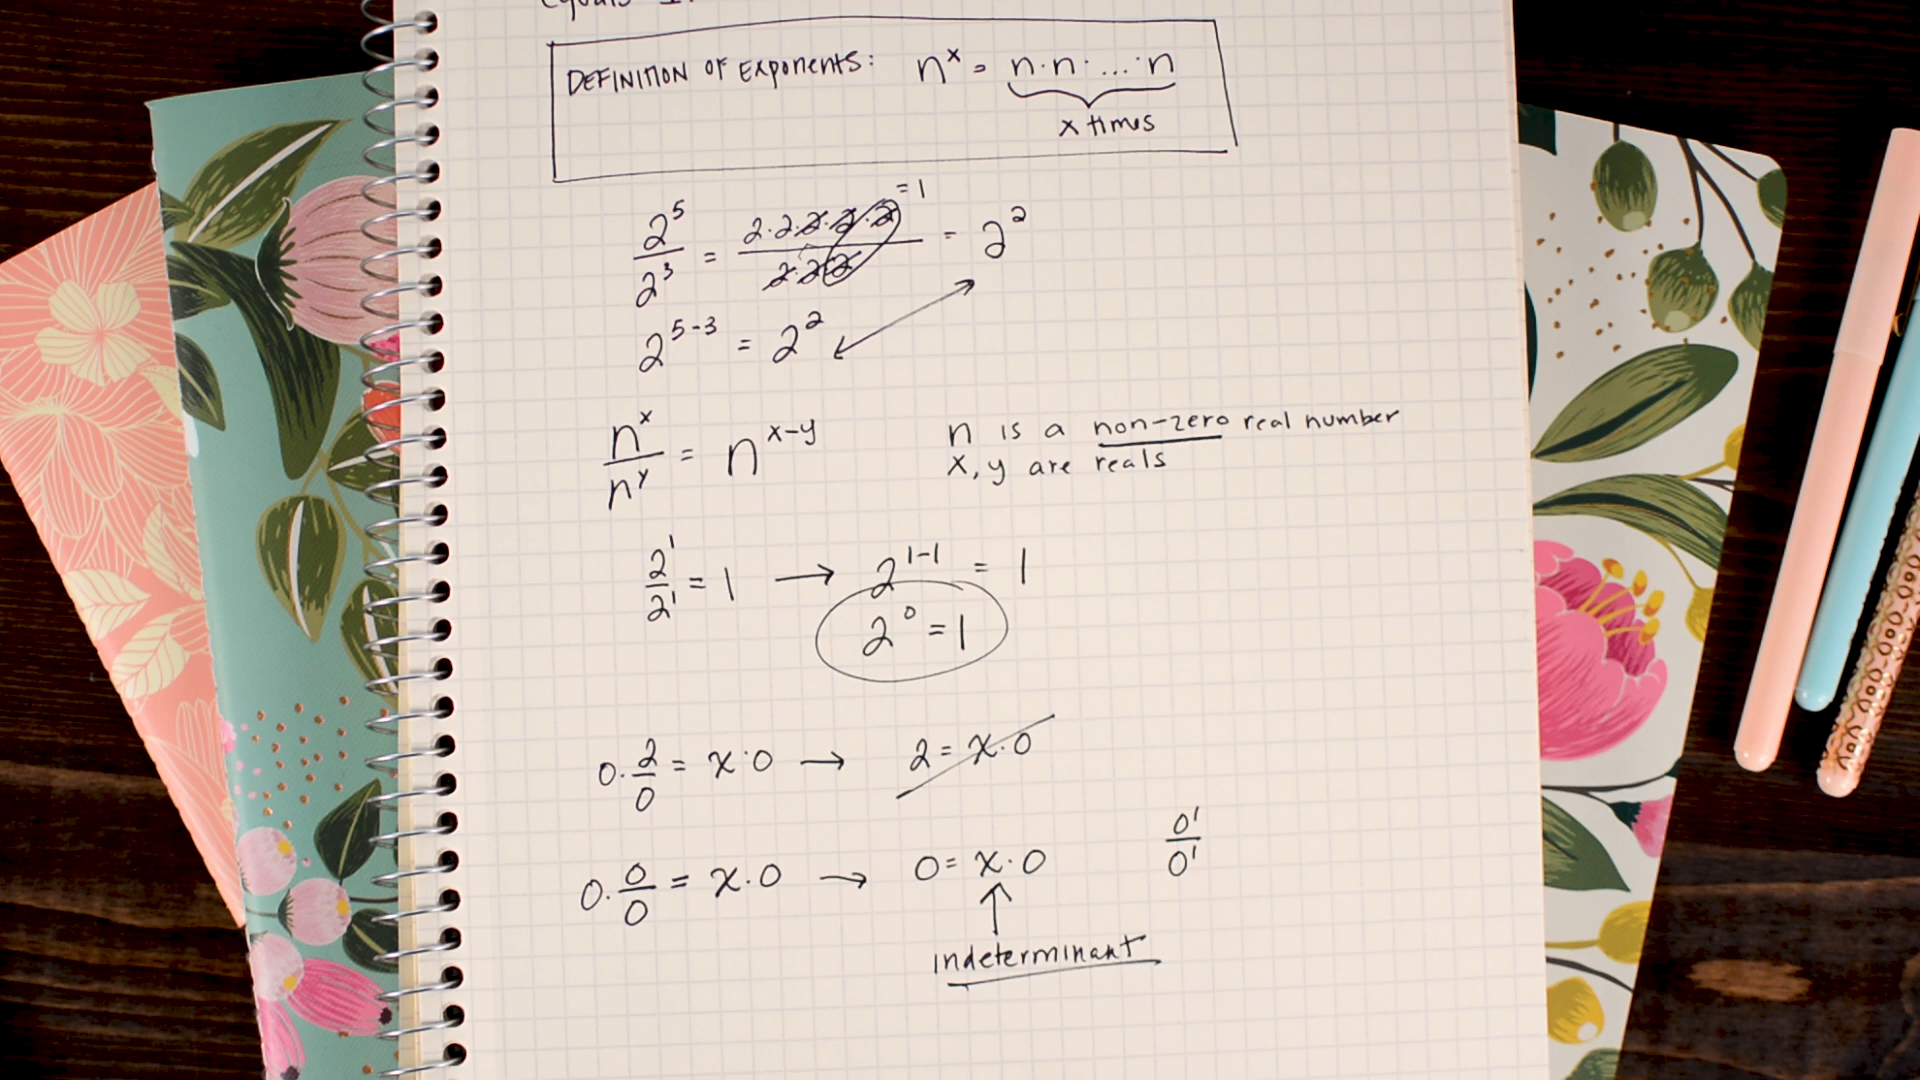 Equals 1.
DEFINITION OF EXPONENTS: n^x = n·n·...·n
x times
2^5/2^3 = 2·2·2·2·2/2·2·2 = 1 = 2^2
2^(5-3) = 2^2
n^x/n^y = n^(x-y)
n is a non-zero real number
x, y are reals
2^1/2^1 = 1 → 2^(1-1) = 1
2^0 = 1
0·2/0 = x·0 → 2 = x·0
0·0/0 = x·0 → 0 = x·0
0^1/0^1
indeterminant